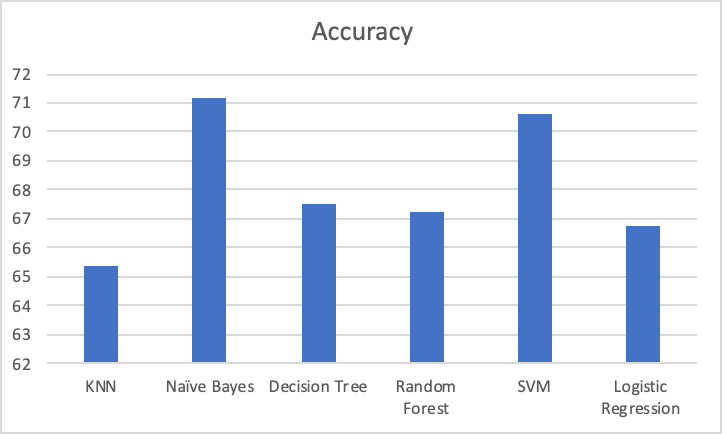 Accuracy
72
71
70
69
68
67
66
65
64
63
62
KNN
Naïve Bayes
Decision Tree
Random
Forest
SVM
Logistic
Regression